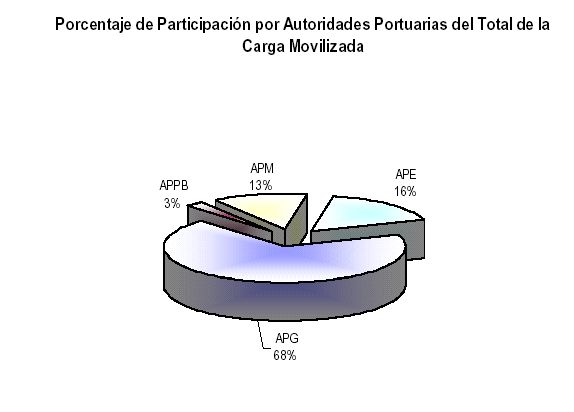 Porcentaje de Participación por Autoridades Portuarias del Total de la
Carga Movilizada
APM
13%
APE
16%
APPB
3%
APG
68%